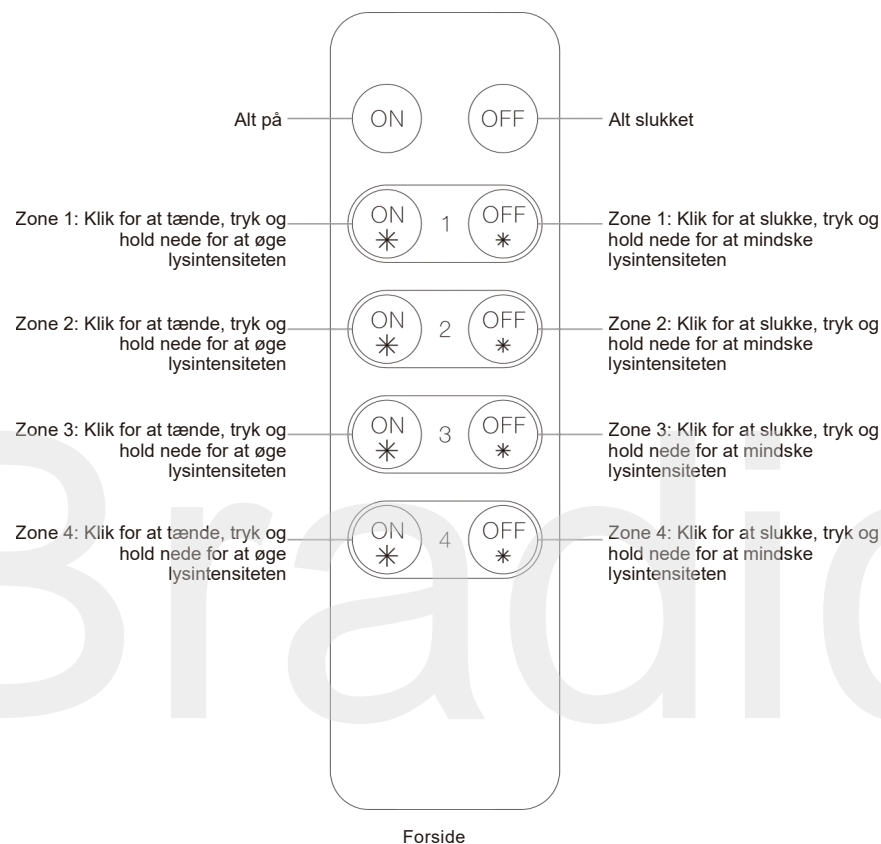 Alt på
ON
OFF
Alt slukket
Zone 1: Klik for at tænde, tryk og
hold nede for at øge
lysintensiteten
ON
1
OFF
Zone 1: Klik for at slukke, tryk og
hold nede for at mindske
lysintensiteten
Zone 2: Klik for at tænde, tryk og
hold nede for at øge
lysintensiteten
ON
2
OFF
Zone 2: Klik for at slukke, tryk og
hold nede for at mindske
lysintensiteten
Zone 3: Klik for at tænde, tryk og
hold nede for at øge
lysintensiteten
ON
3
OFF
Zone 3: Klik for at slukke, tryk og
hold nede for at mindske
lysintensiteten
Zone 4: Klik for at tænde, tryk og
hold nede for at øge
lysintensiteten
ON
4
OFF
Zone 4: Klik for at slukke, tryk og
hold nede for at mindske
lysintensiteten
Forside